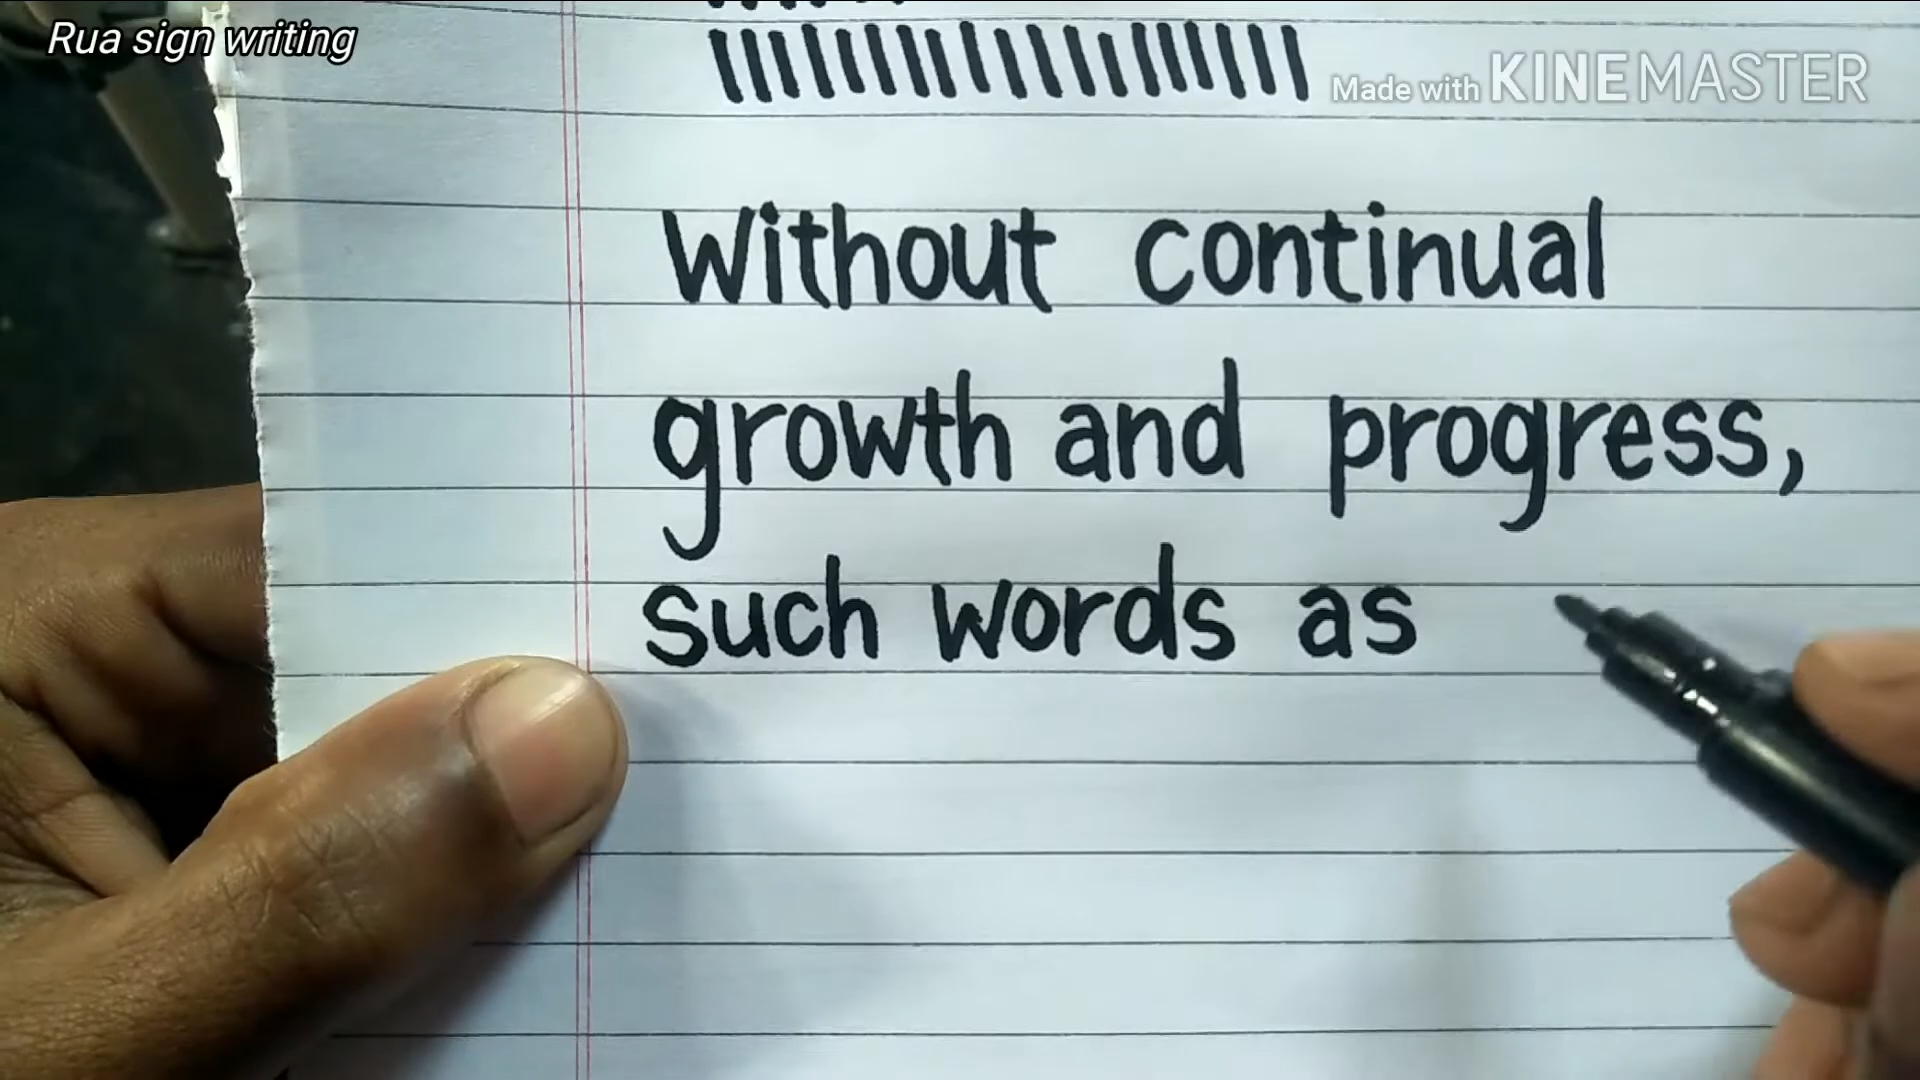 Rua sign writing
Made with KINEMASTER
Without continual
growth and progress,
such words as